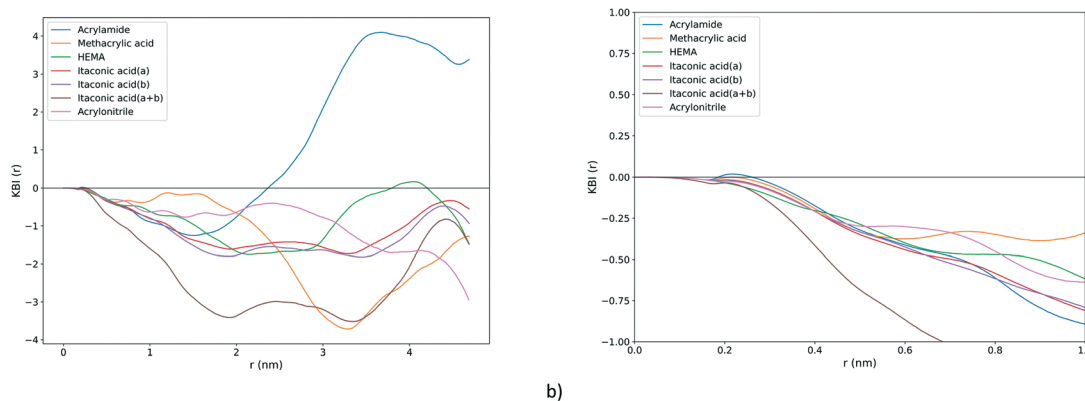 Acrylamide
Methacrylic acid
HEMA
Itaconic acid(a)
Itaconic acid(b)
Itaconic acid(a+b)
Acrylonitrile
4
3
2
1
0
−1
−2
−3
−4
KBI (r)
0
1
2
3
4
r (nm)
Acrylamide
Methacrylic acid
HEMA
Itaconic acid(a)
Itaconic acid(b)
Itaconic acid(a+b)
Acrylonitrile
1.00
0.75
0.50
0.25
0.00
−0.25
−0.50
−0.75
−1.00
KBI (r)
0.0
0.2
0.4
0.6
0.8
r (nm)
b)